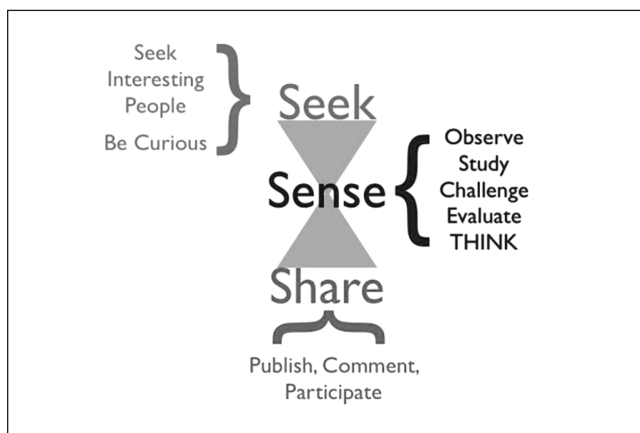 Seek
Interesting
People
Be Curious
Seek
Sense
Observe
Study
Challenge
Evaluate
THINK
Share
Publish, Comment,
Participate